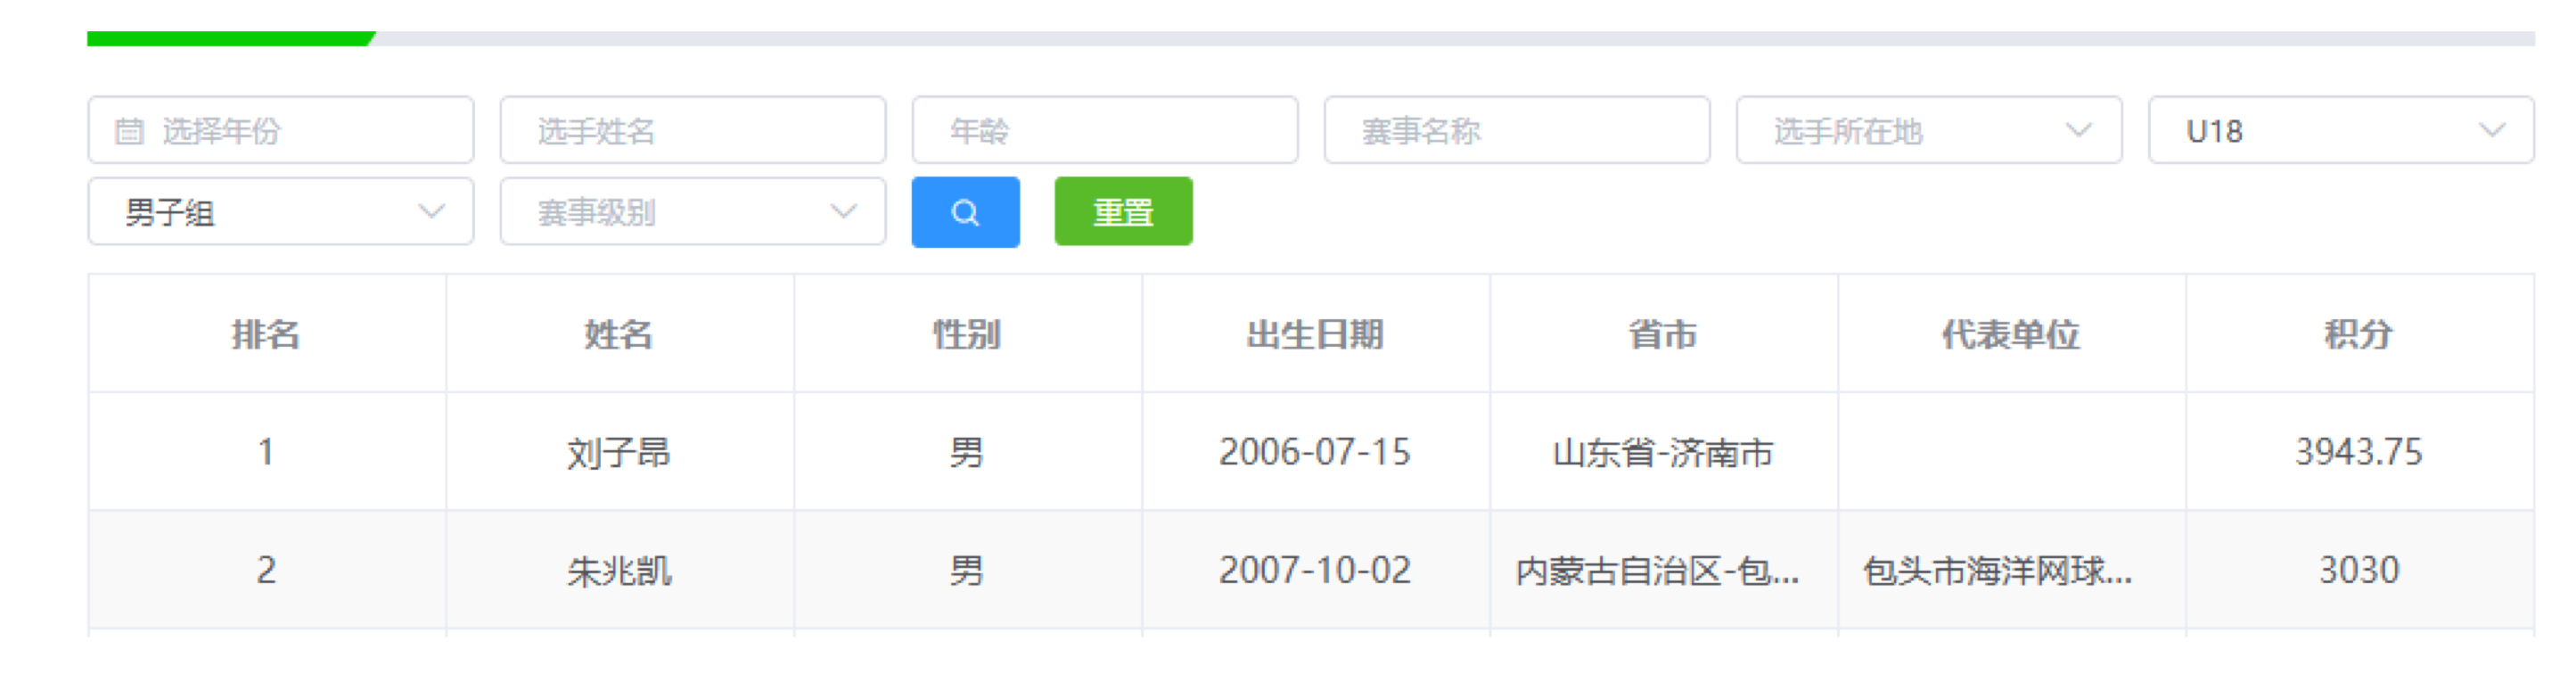 选择年份 选手姓名 年龄 赛事名称 选手所在地 U18
男子组 赛事级别 重置
排名 姓名 性别 出生日期 省市 代表单位 积分
1 刘子昂 男 2006-07-15 山东省-济南市 3943.75
2 朱兆凯 男 2007-10-02 内蒙古自治区-包... 包头市海洋网球... 3030